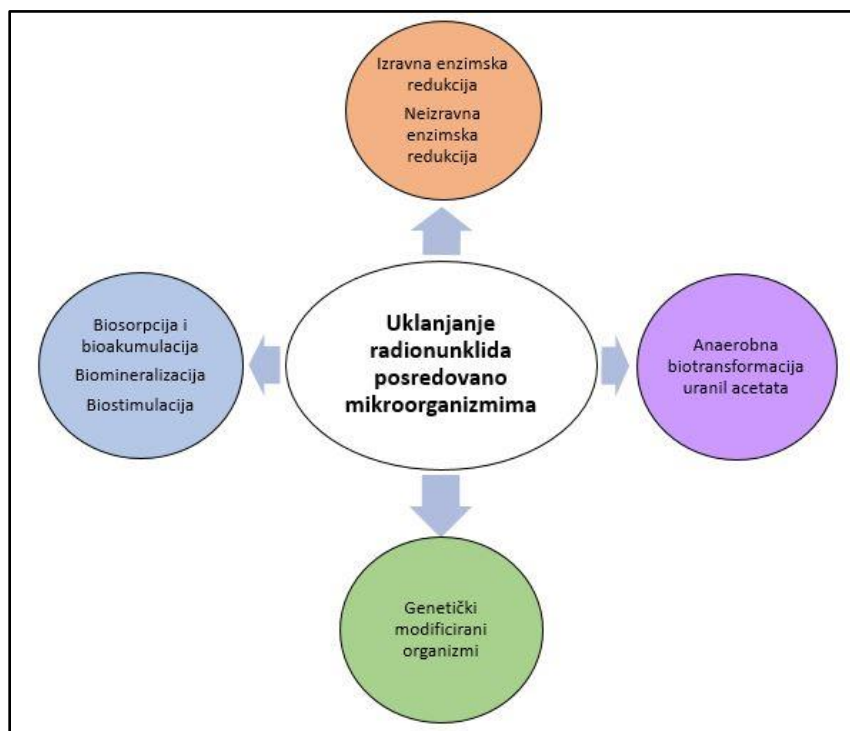 Izravna enzimska
redukcija
Neizravna
enzimska
redukcija
Biosorpcija i
bioakumulacija
Biomineralizacija
Biostimulacija
Uklanjanje
radionunklida
posredovano
mikroorganizmima
Anaerobna
biotransformacija
uranil acetata
Genetički
modificirani
organizmi